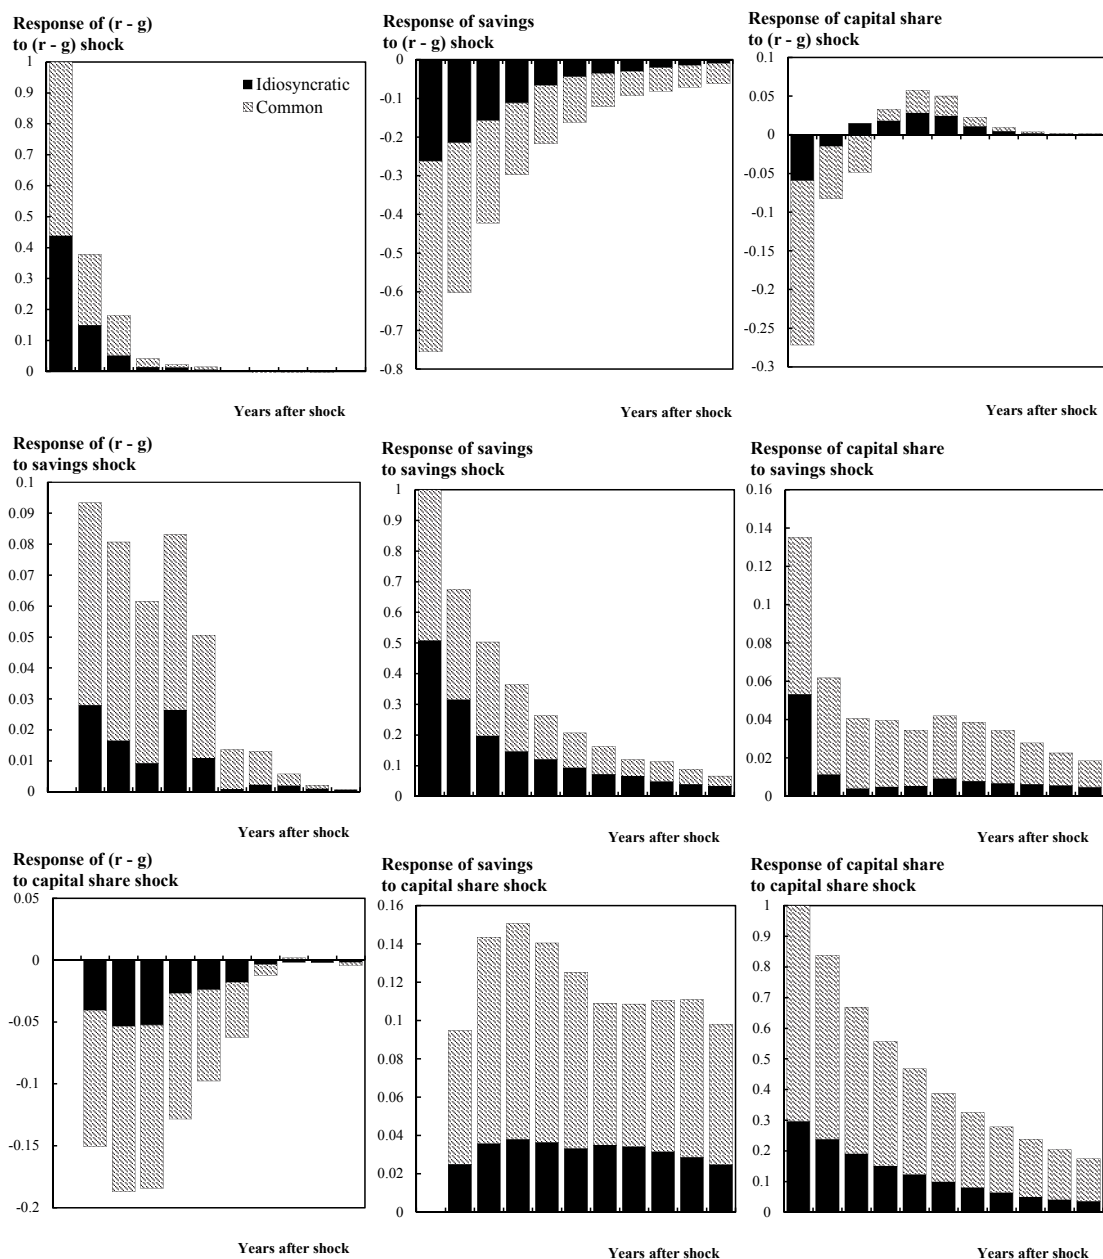 Response of (r - g)
to (r - g) shock
1
0.9
0.8
0.7
0.6
0.5
0.4
0.3
0.2
0.1
0
Idiosyncratic
Common
Years after shock
Response of savings
to (r - g) shock
0
-0.1
-0.2
-0.3
-0.4
-0.5
-0.6
-0.7
-0.8
Years after shock
Response of capital share
to (r - g) shock
0.1
0.05
0
-0.05
-0.1
-0.15
-0.2
-0.25
-0.3
Years after shock
Response of (r - g)
to savings shock
0.1
0.09
0.08
0.07
0.06
0.05
0.04
0.03
0.02
0.01
0
Years after shock
Response of savings
to savings shock
1
0.9
0.8
0.7
0.6
0.5
0.4
0.3
0.2
0.1
0
Years after shock
Response of capital share
to savings shock
0.16
0.14
0.12
0.1
0.08
0.06
0.04
0.02
0
Years after shock
Response of (r - g)
to capital share shock
0.05
0
-0.05
-0.1
-0.15
-0.2
Years after shock
Response of savings
to capital share shock
0.16
0.14
0.12
0.1
0.08
0.06
0.04
0.02
0
Years after shock
Response of capital share
to capital share shock
1
0.9
0.8
0.7
0.6
0.5
0.4
0.3
0.2
0.1
0
Years after shock